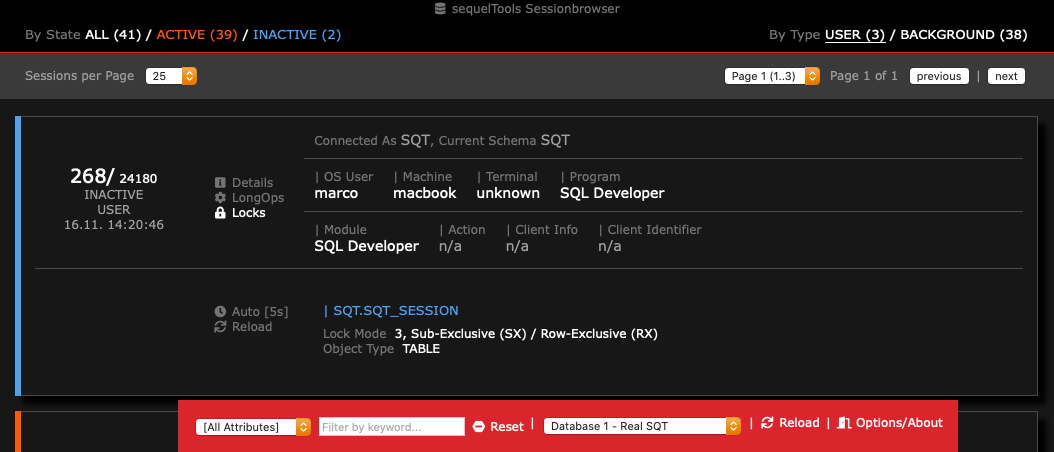 sequelTools Sessionbrowser
By State ALL (41) / ACTIVE (39) / INACTIVE (2)
By Type USER (3) / BACKGROUND (38)
Sessions per Page 25
Page 1 (1..3) Page 1 of 1 previous | next
Connected As SQT, Current Schema SQT
268/ 24180
INACTIVE
USER
16.11. 14:20:46
Details
LongOps
Locks
| OS User | Machine | Terminal | Program
marco macbook unknown SQL Developer
| Module | Action | Client Info | Client Identifier
SQL Developer n/a n/a n/a
Auto [5s]
Reload
| SQT.SQT_SESSION
Lock Mode 3, Sub-Exclusive (SX) / Row-Exclusive (RX)
Object Type TABLE
[All Attributes] Filter by keyword... Reset | Database 1 - Real SQT | Reload | Options/About